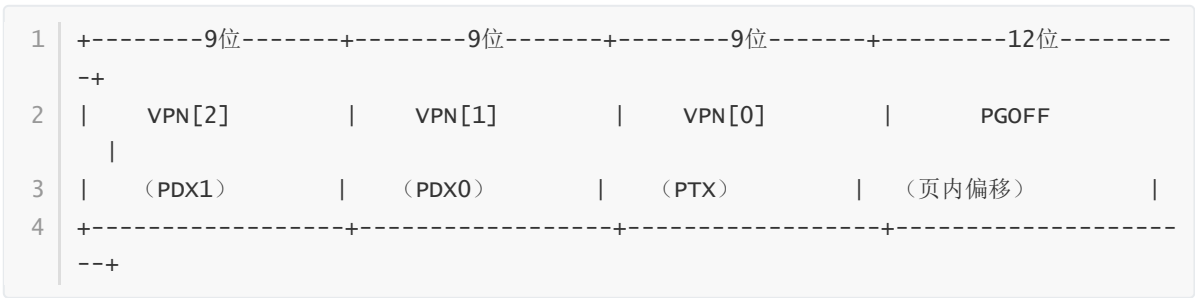 1 +--------9位-------+--------9位-------+--------9位-------+---------12位--------
-+
2 |     VPN[2]        |     VPN[1]        |     VPN[0]        |       PGOFF
  |
3 |    （PDX1）       |    （PDX0）       |    （PTX）        |  （页内偏移）         |
4 +------------------+------------------+------------------+--------------------
--+